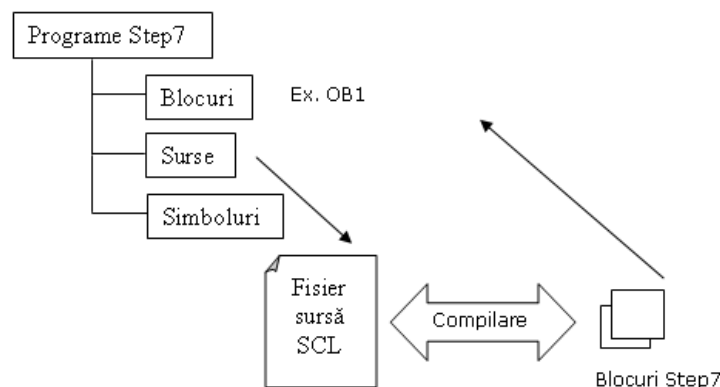 Programe Step7
Blocuri
Ex. OB1
Surse
Simboluri
Fisier
sursă
SCL
Compilare
Blocuri Step7